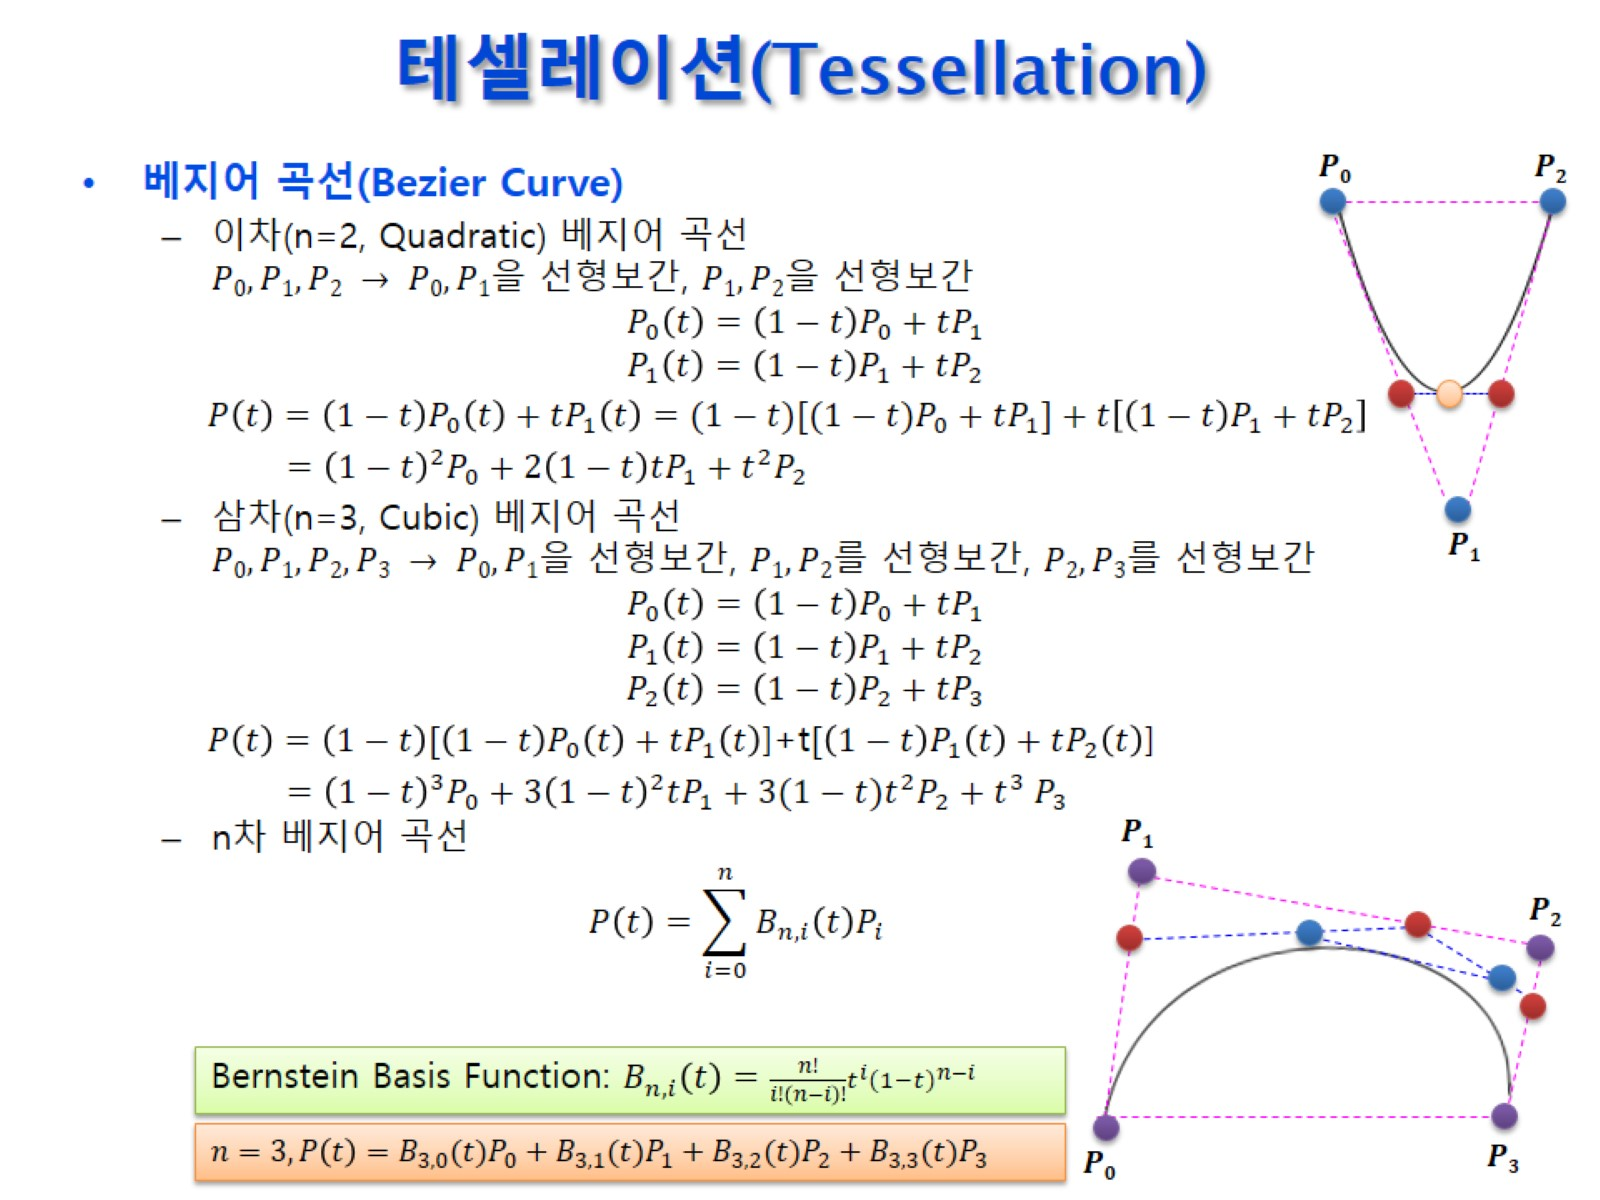 테셀레이션(Tessellation)
• 베지어 곡선(Bezier Curve)
– 이차(n=2, Quadratic) 베지어 곡선
P₀, P₁, P₂ → P₀, P₁을 선형보간, P₁, P₂을 선형보간
P₀(t) = (1 − t)P₀ + tP₁
P₁(t) = (1 − t)P₁ + tP₂
P(t) = (1 − t)P₀(t) + tP₁(t) = (1 − t)[(1 − t)P₀ + tP₁] + t[(1 − t)P₁ + tP₂]
= (1 − t)²P₀ + 2(1 − t)tP₁ + t²P₂
– 삼차(n=3, Cubic) 베지어 곡선
P₀, P₁, P₂, P₃ → P₀, P₁을 선형보간, P₁, P₂를 선형보간, P₂, P₃를 선형보간
P₀(t) = (1 − t)P₀ + tP₁
P₁(t) = (1 − t)P₁ + tP₂
P₂(t) = (1 − t)P₂ + tP₃
P(t) = (1 − t)[(1 − t)P₀(t) + tP₁(t)]+t[(1 − t)P₁(t) + tP₂(t)]
= (1 − t)³P₀ + 3(1 − t)²tP₁ + 3(1 − t)t²P₂ + t³ P₃
– n차 베지어 곡선
P(t) = ∑ᵢ₌₀ⁿ Bₙ,ᵢ(t)Pᵢ
Bernstein Basis Function: Bₙ,ᵢ(t) = n!/i!(n−i)! tⁱ(1−t)ⁿ⁻ⁱ
n = 3, P(t) = B₃,₀(t)P₀ + B₃,₁(t)P₁ + B₃,₂(t)P₂ + B₃,₃(t)P₃
P₀
P₂
P₁
P₁
P₂
P₀
P₃